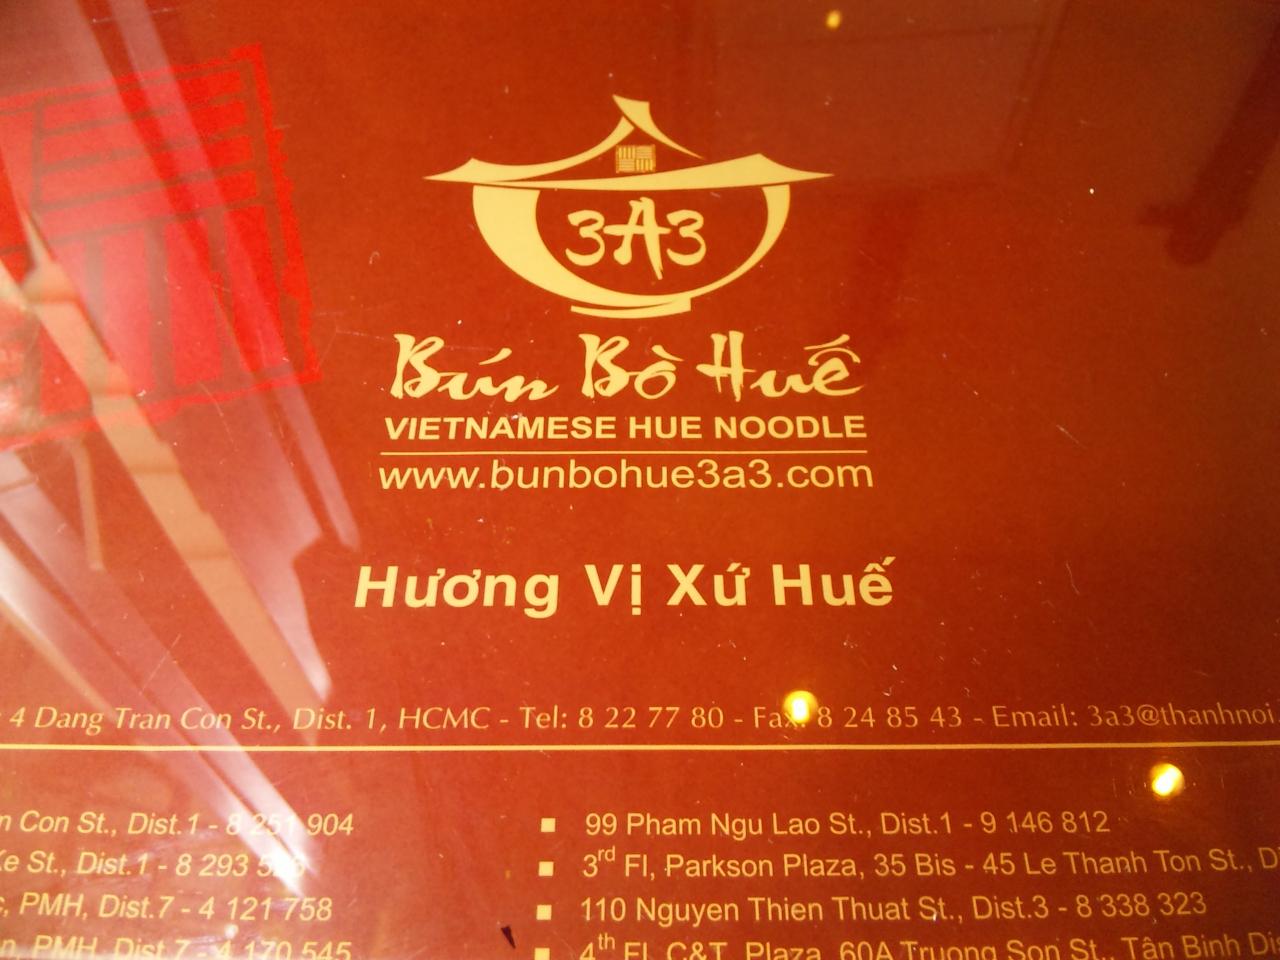 3A3
Bún Bò Huế
VIETNAMESE HUE NOODLE
www.bunbohue3a3.com
Hương Vị Xứ Huế
4 Dang Tran Con St., Dist. 1, HCMC - Tel: 8 22 77 80 - Fax: 8 24 85 43 - Email: 3a3@thanhnoi
Con St., Dist.1 - 8 251 904
St., Dist.1 - 8 293
PMH, Dist.7 - 4 121 758
PMH, Dist.7 - 4 170 545
99 Pham Ngu Lao St., Dist.1 - 9 146 812
3rd Fl, Parkson Plaza, 35 Bis - 45 Le Thanh Ton St.,
110 Nguyen Thien Thuat St., Dist.3 - 8 338 323
4th Fl, C&T, Plaza, 60A Truong Son St., Tân Binh